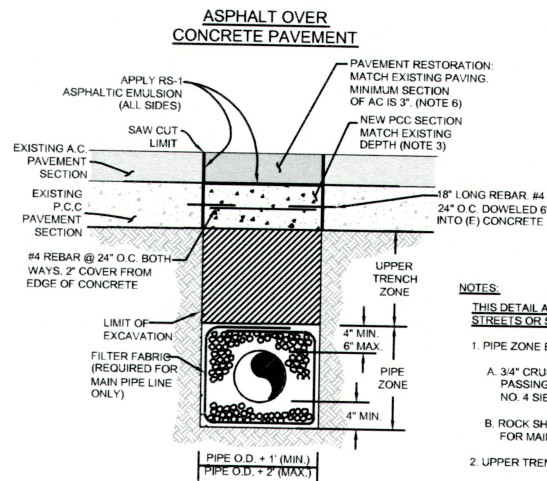 ASPHALT OVER
CONCRETE PAVEMENT
APPLY RS-1
ASPHALTIC EMULSION
(ALL SIDES)
SAW CUT
LIMIT
EXISTING A.C.
PAVEMENT
SECTION
EXISTING
P.C.C
PAVEMENT
SECTION
#4 REBAR @ 24" O.C. BOTH
WAYS. 2" COVER FROM
EDGE OF CONCRETE
LIMIT OF
EXCAVATION
FILTER FABRIC
(REQUIRED FOR
MAIN PIPE LINE
ONLY)
PAVEMENT RESTORATION:
MATCH EXISTING PAVING.
MINIMUM SECTION
OF AC IS 3". (NOTE 6)
NEW PCC SECTION
MATCH EXISTING
DEPTH (NOTE 3)
18" LONG REBAR. #4
24" O.C. DOWELED 6"
INTO (E) CONCRETE
UPPER
TRENCH
ZONE
4" MIN.
6" MAX.
PIPE
ZONE
4" MIN.
PIPE O.D. + 1' (MIN.)
PIPE O.D. + 2' (MAX.)
NOTES:
THIS DETAIL A
STREETS OR S
1. PIPE ZONE B
A. 3/4" CRU
PASSING
NO. 4 SIE
B. ROCK SH
FOR MAI
2. UPPER TREN